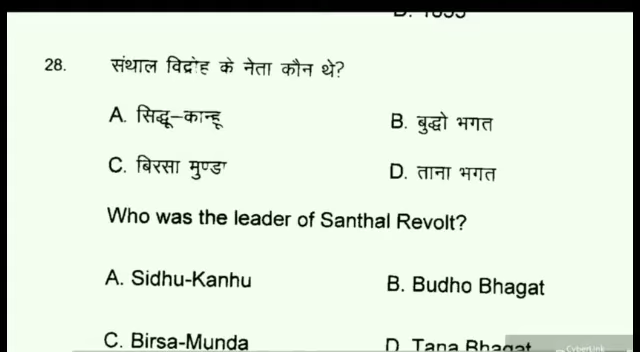 28. संथाल विद्रोह के नेता कौन थे?
A. सिद्धू–कान्हू B. बुद्धो भगत
C. बिरसा मुण्डा D. ताना भगत
Who was the leader of Santhal Revolt?
A. Sidhu-Kanhu B. Budho Bhagat
C. Birsa-Munda D. Tana Bhagat
CyberLink